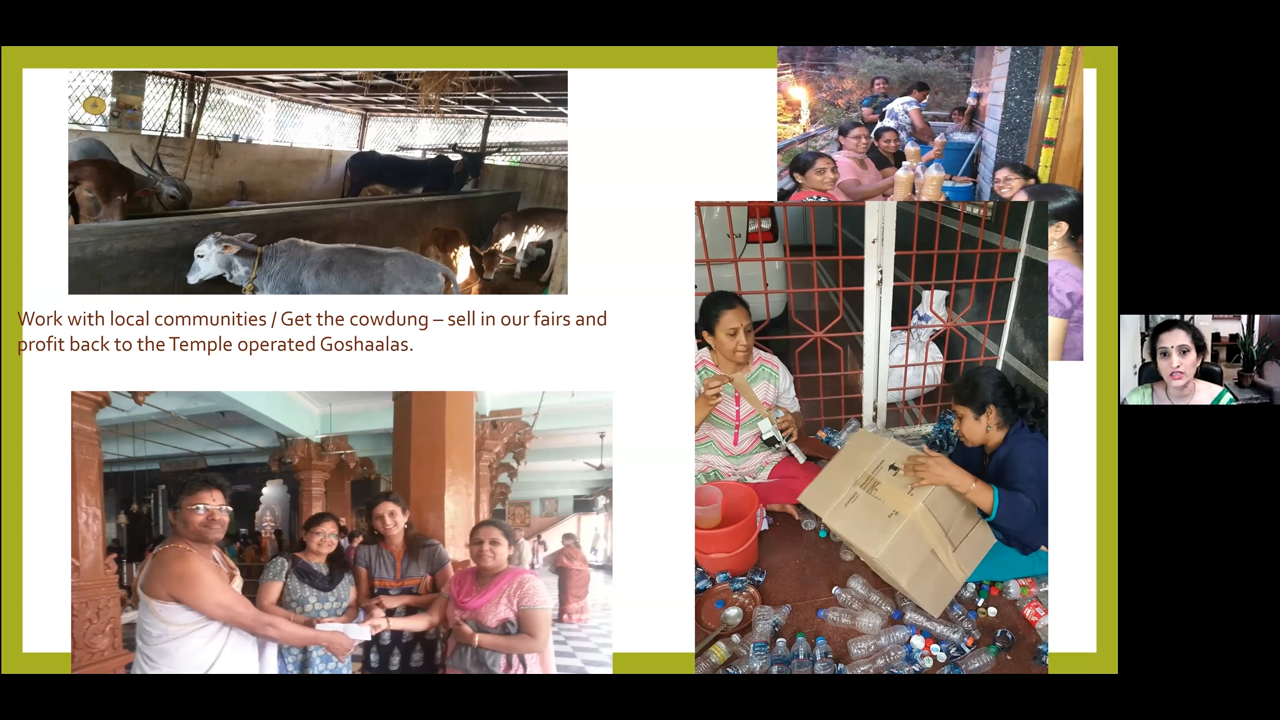 Work with local communities / Get the cowdung – sell in our fairs and
profit back to the Temple operated Goshaalas.